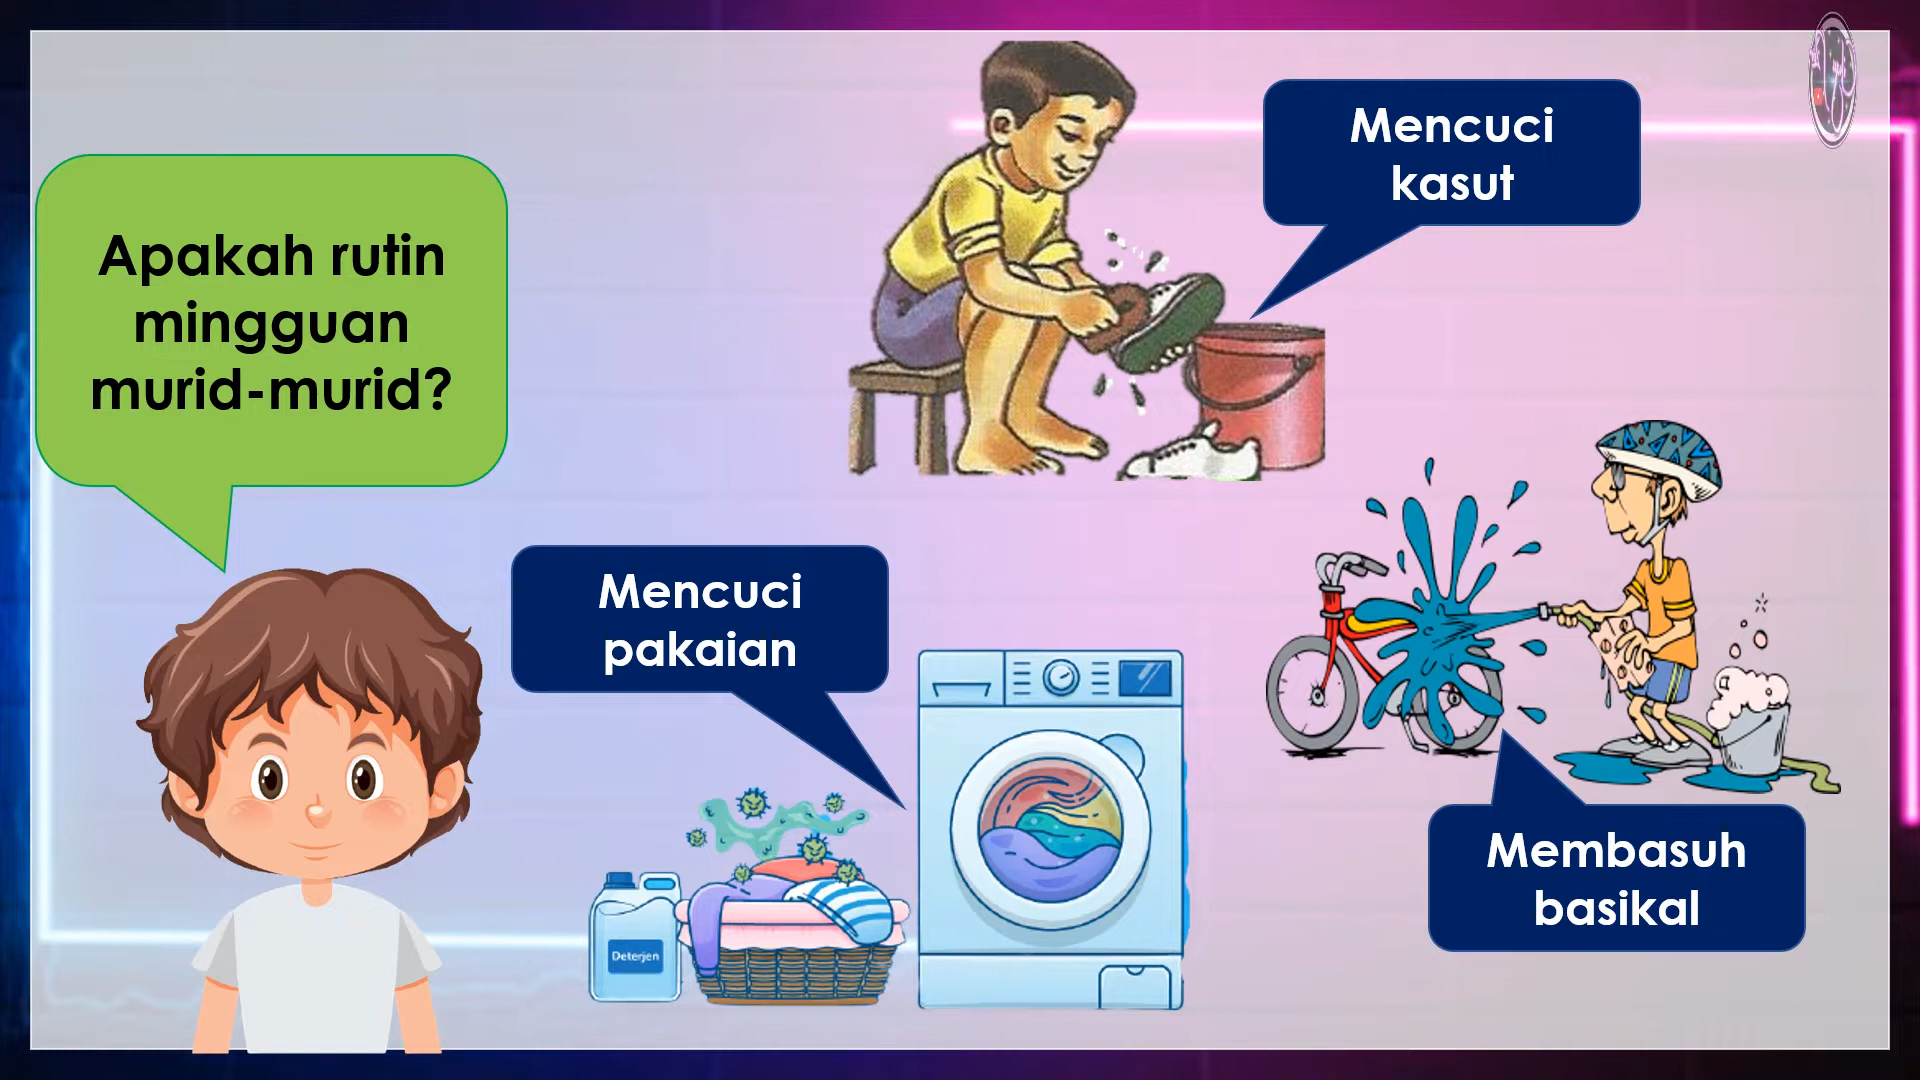 Apakah rutin
mingguan
murid-murid?
Mencuci
kasut
Mencuci
pakaian
Deterjen
Membasuh
basikal